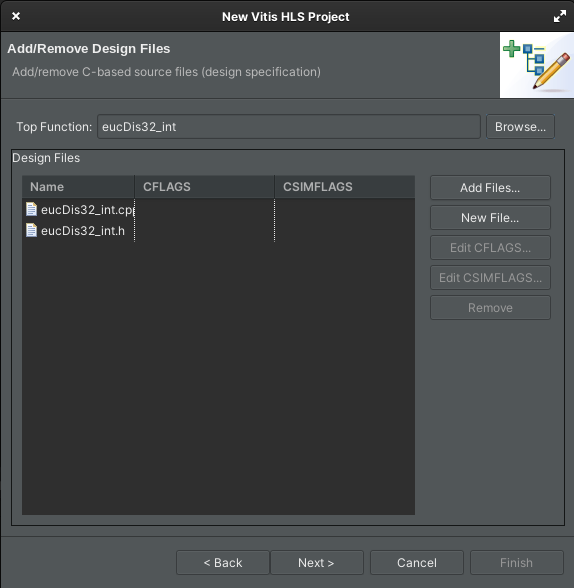 New Vitis HLS Project
Add/Remove Design Files
Add/remove C-based source files (design specification)
Top Function: eucDis32_int Browse...
Design Files
Name CFLAGS CSIMFLAGS
eucDis32_int.cpp
eucDis32_int.h
Add Files...
New File...
Edit CFLAGS...
Edit CSIMFLAGS...
Remove
< Back Next > Cancel Finish